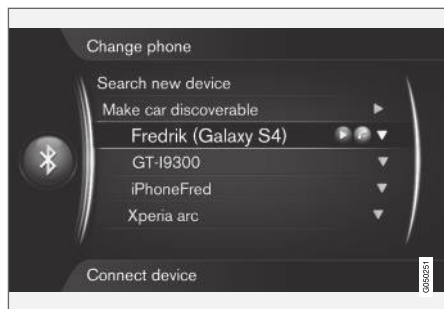 Change phone
Search new device
Make car discoverable
Fredrik (Galaxy S4)
GT-I9300
iPhoneFred
Xperia arc
Connect device
G050251